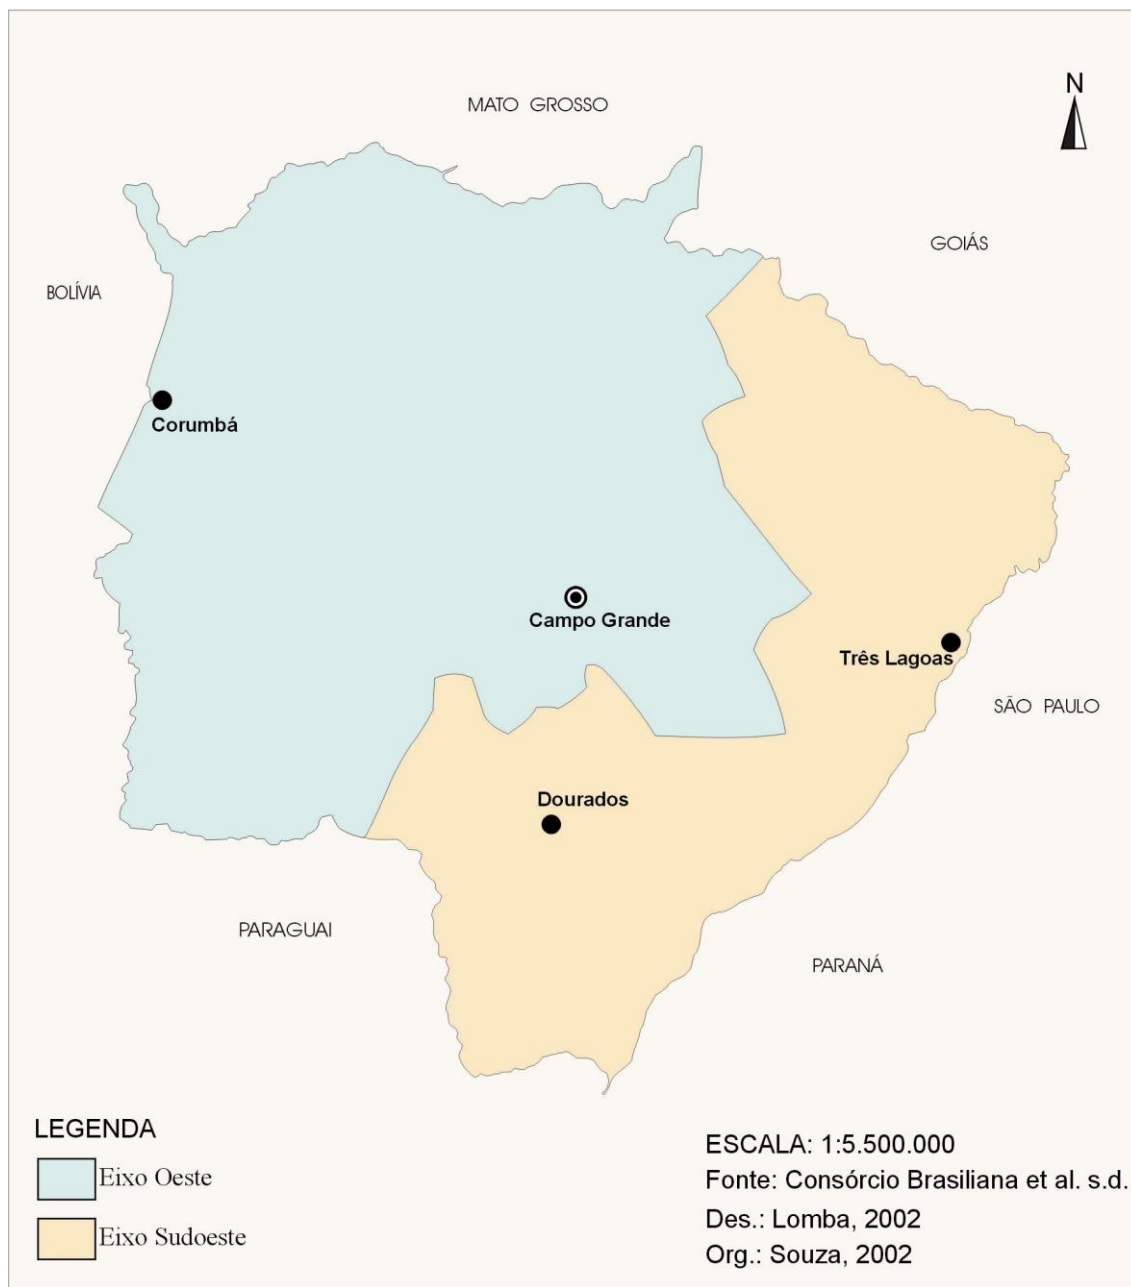 N
MATO GROSSO
GOIÁS
BOLÍVIA
Corumbá
Campo Grande
Três Lagoas
SÃO PAULO
Dourados
PARAGUAI
PARANÁ
LEGENDA
Eixo Oeste
Eixo Sudoeste
ESCALA: 1:5.500.000
Fonte: Consórcio Brasiliana et al. s.d.
Des.: Lomba, 2002
Org.: Souza, 2002